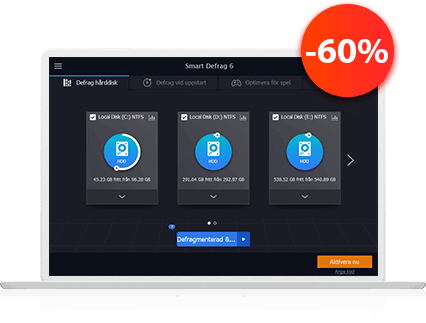 -60%
Smart Defrag 6
Defrag hårddisk
Defrag vid uppstart
Optimera för spel
Local Disk (C:) NTFS
Local Disk (D:) NTFS
Local Disk (E:) NTFS
HDD
HDD
HDD
43.23 GB fritt från 96.28 GB
291.64 GB fritt från 292.97 GB
538.52 GB fritt från 540.89 GB
Defragmenterad &...
Aktivera nu